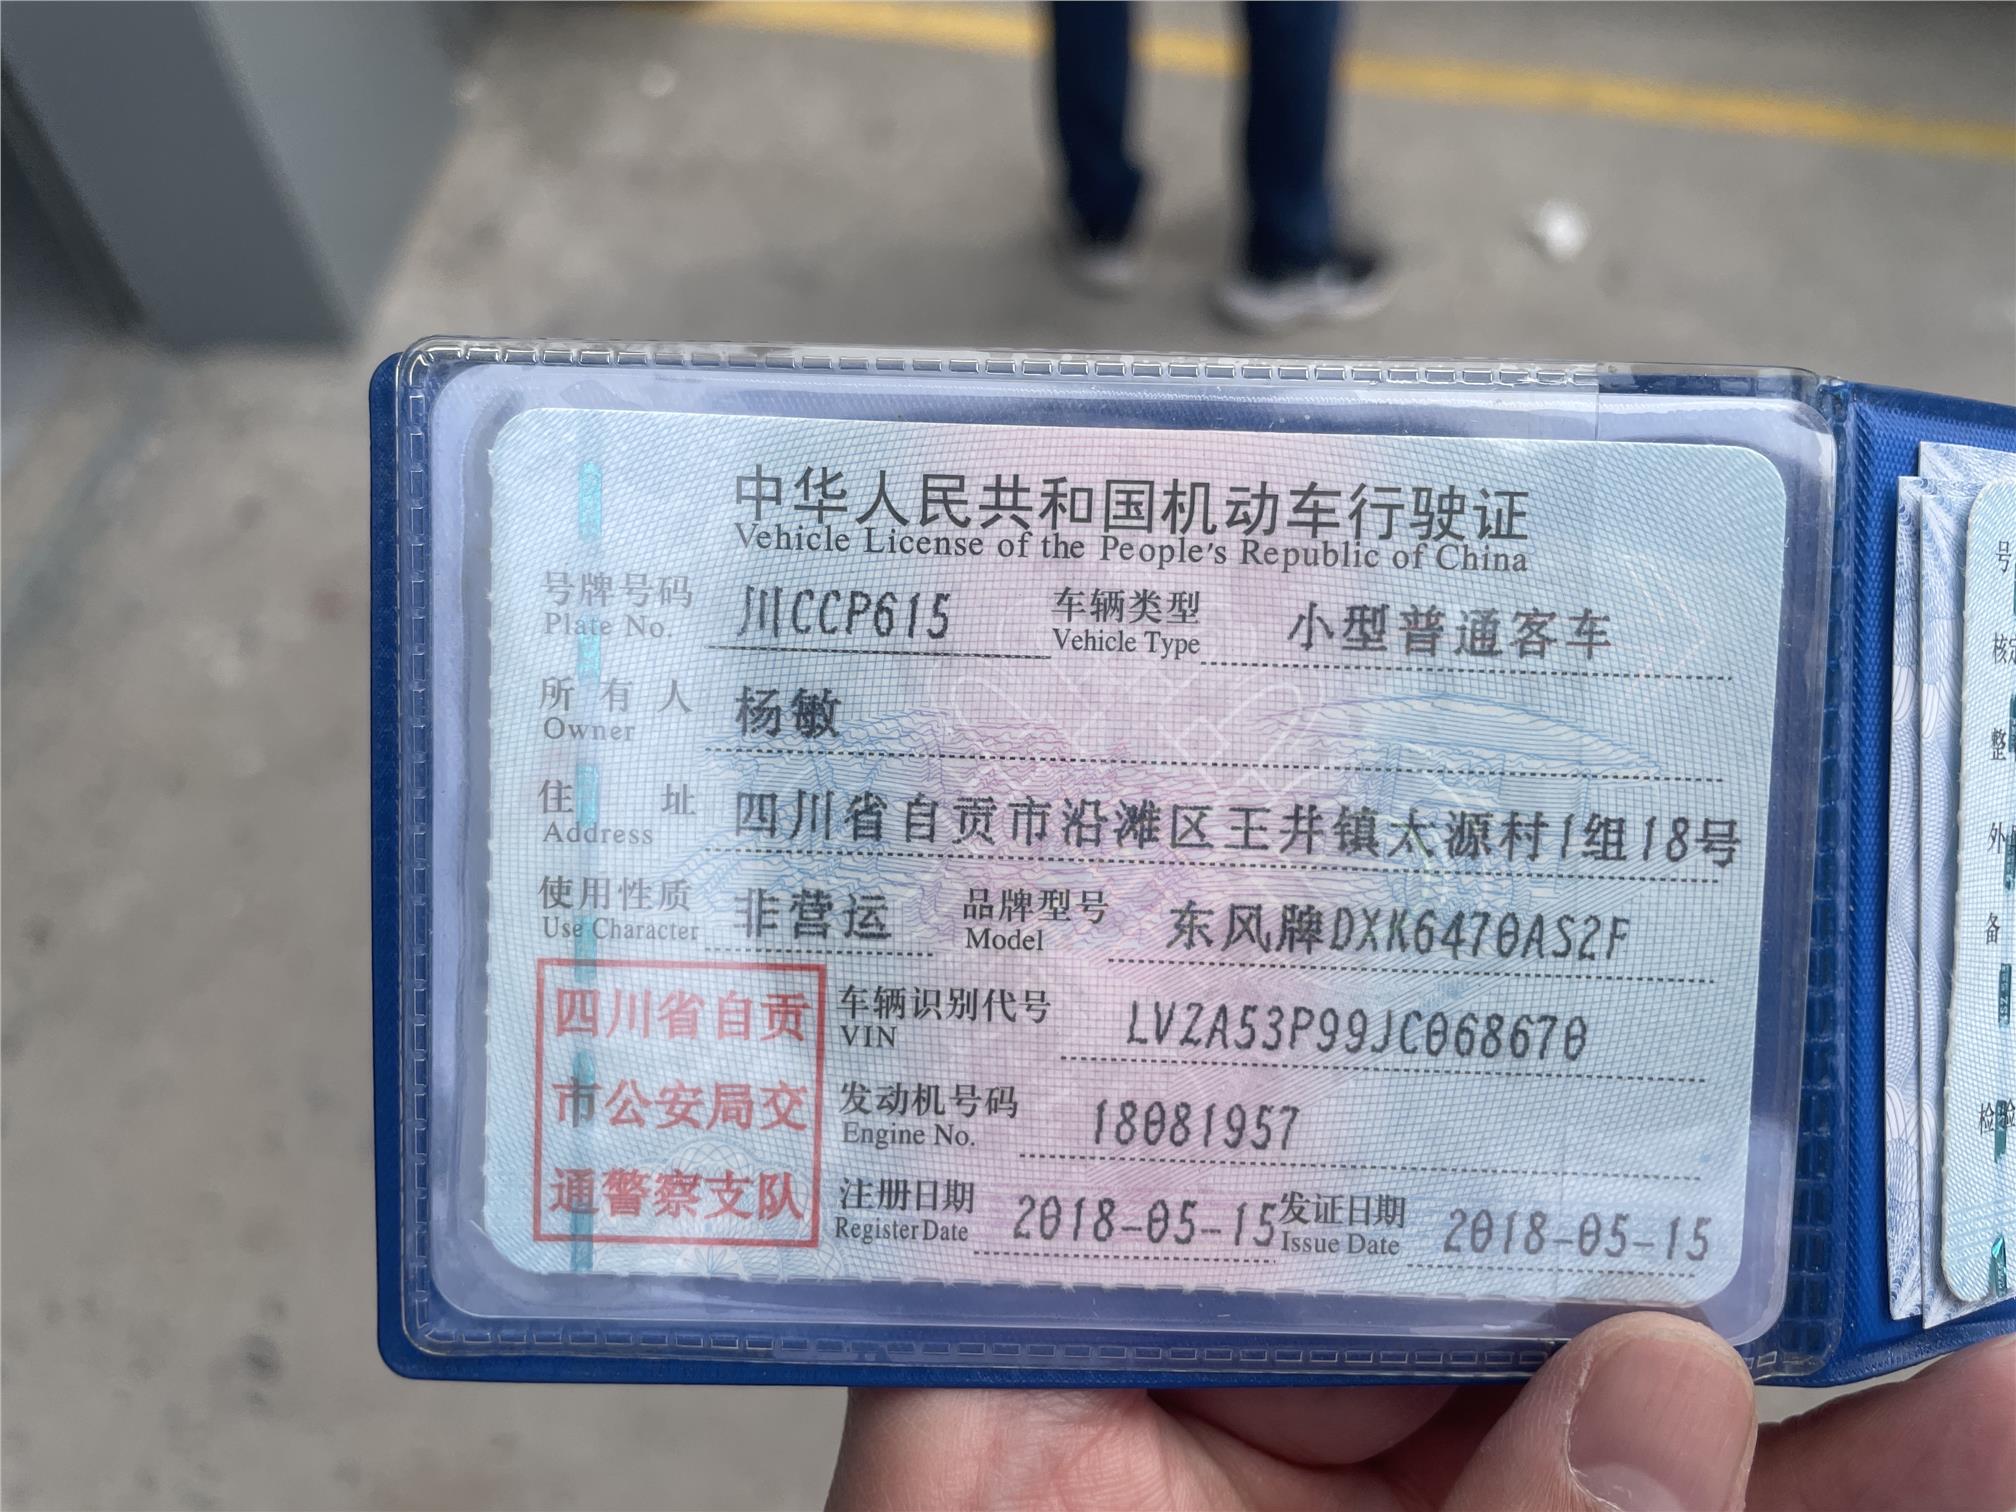 中华人民共和国机动车行驶证
Vehicle License of the People's Republic of China
号牌号码 川CCP615 车辆类型 小型普通客车
Plate No. Vehicle Type
所有人 杨敏
Owner
住址 四川省自贡市沿滩区王井镇太源村1组18号
Address
使用性质 非营运 品牌型号 东风牌DXK6470AS2F
Use Character Model
四川省自贡
市公安局交
通警察支队
车辆识别代号 LVZA53P99JC068670
VIN
发动机号码 18081957
Engine No.
注册日期 2018-05-15 发证日期 2018-05-15
Register Date Issue Date
号
核定
整
外
备
检验